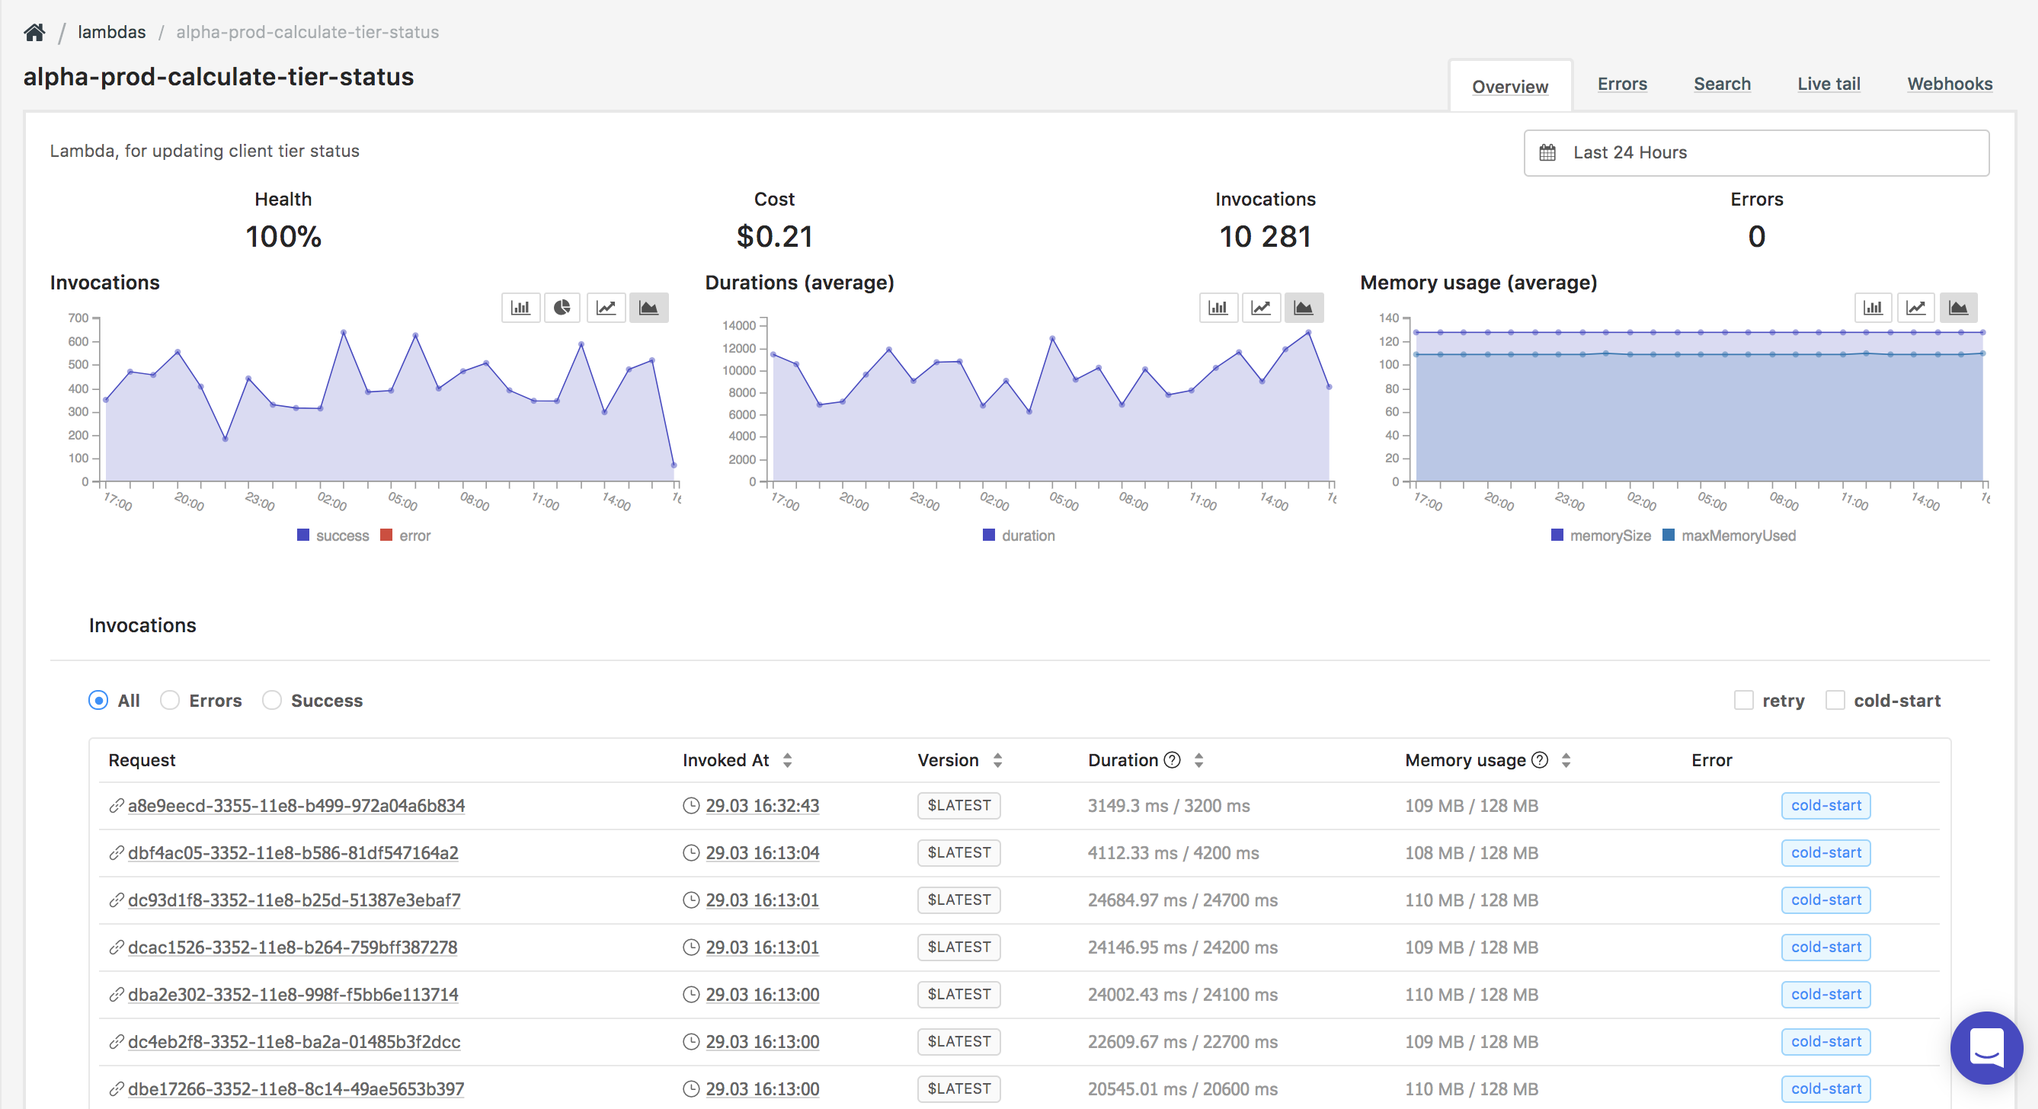 / lambdas / alpha-prod-calculate-tier-status
alpha-prod-calculate-tier-status
Overview Errors Search Live tail Webhooks
Lambda, for updating client tier status
Last 24 Hours
Health Cost Invocations Errors
100% $0.21 10 281 0
Invocations Durations (average) Memory usage (average)
700
600
500
400
300
200
100
0
17:00 20:00 23:00 02:00 05:00 08:00 11:00 14:00
success error
14000
12000
10000
8000
6000
4000
2000
0
17:00 20:00 23:00 02:00 05:00 08:00 11:00 14:00
duration
140
120
100
80
60
40
20
0
17:00 20:00 23:00 02:00 05:00 08:00 11:00 14:00
memorySize maxMemoryUsed
Invocations
All Errors Success retry cold-start
Request Invoked At Version Duration Memory usage Error
a8e9eecd-3355-11e8-b499-972a04a6b834 29.03 16:32:43 $LATEST 3149.3 ms / 3200 ms 109 MB / 128 MB cold-start
dbf4ac05-3352-11e8-b586-81df547164a2 29.03 16:13:04 $LATEST 4112.33 ms / 4200 ms 108 MB / 128 MB cold-start
dc93d1f8-3352-11e8-b25d-51387e3ebaf7 29.03 16:13:01 $LATEST 24684.97 ms / 24700 ms 110 MB / 128 MB cold-start
dcac1526-3352-11e8-b264-759bff387278 29.03 16:13:01 $LATEST 24146.95 ms / 24200 ms 109 MB / 128 MB cold-start
dba2e302-3352-11e8-998f-f5bb6e113714 29.03 16:13:00 $LATEST 24002.43 ms / 24100 ms 110 MB / 128 MB cold-start
dc4eb2f8-3352-11e8-ba2a-01485b3f2dcc 29.03 16:13:00 $LATEST 22609.67 ms / 22700 ms 109 MB / 128 MB cold-start
dbe17266-3352-11e8-8c14-49ae5653b397 29.03 16:13:00 $LATEST 20545.01 ms / 20600 ms 110 MB / 128 MB cold-start